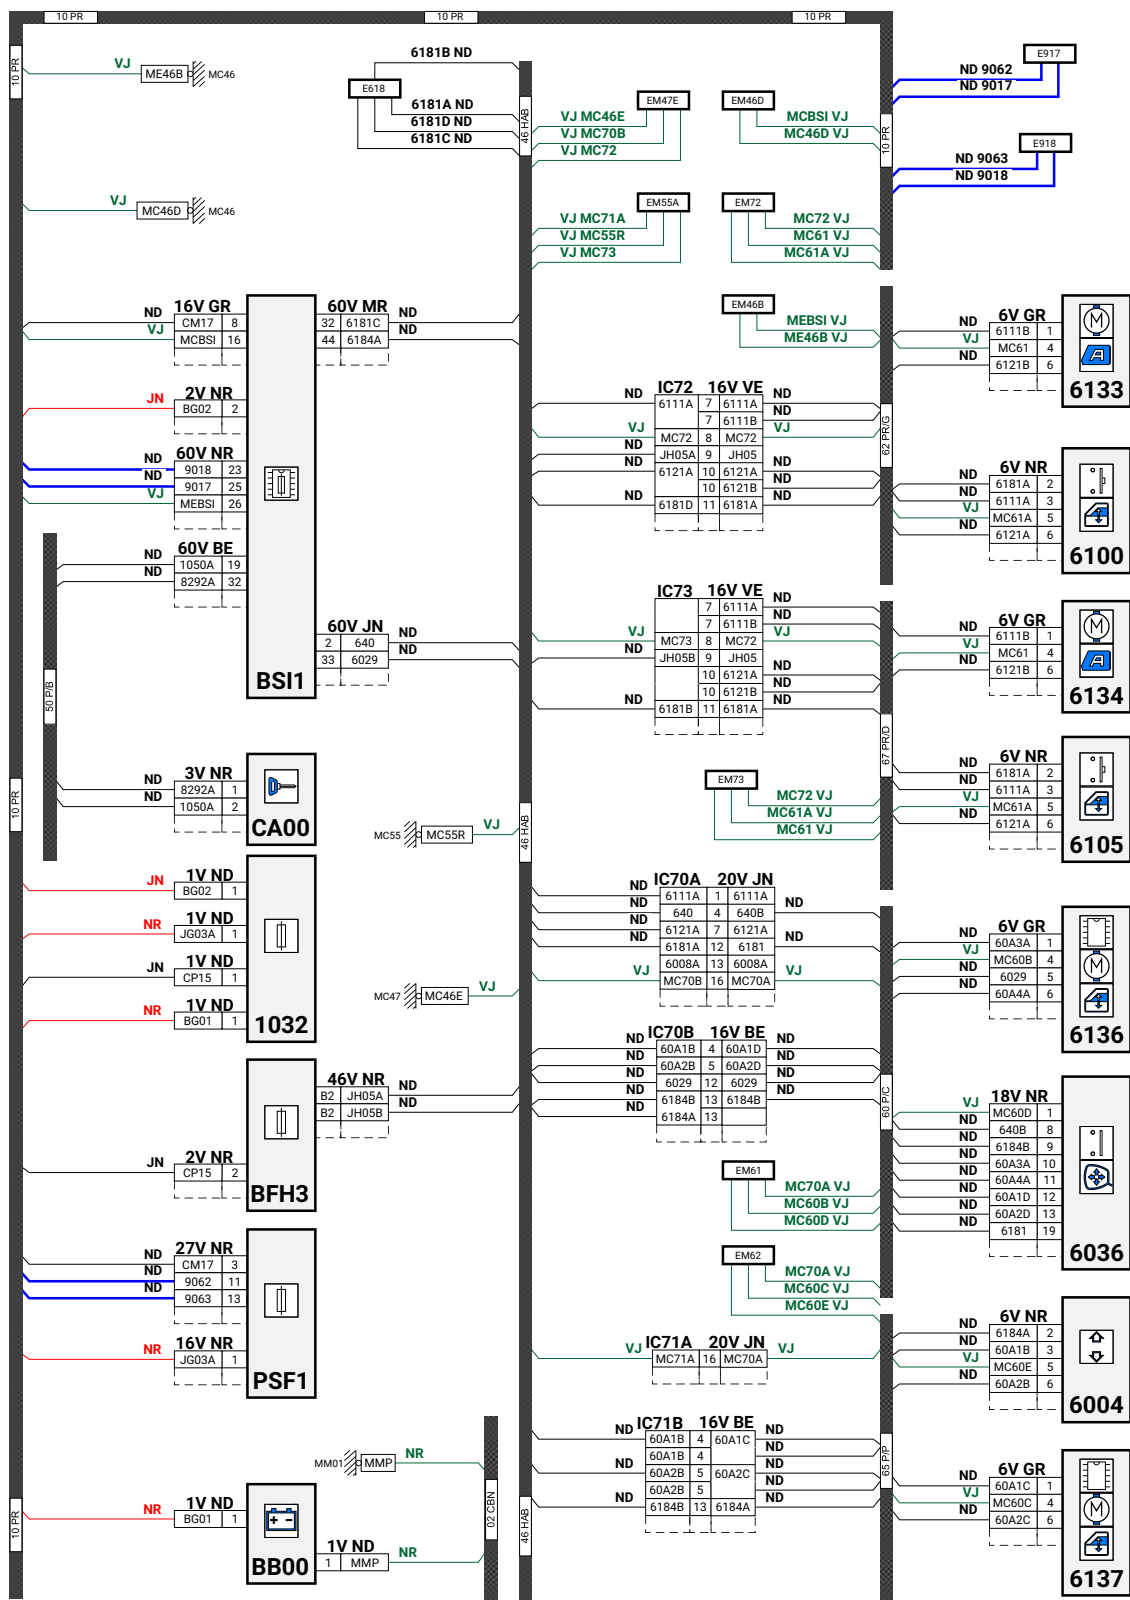 10 PR
10 PR
10 PR
10 PR
VJ
ME46B
MC46
6181B ND
E618
6181A ND
6181D ND
6181C ND
46 HAB
EM47E
VJ MC46E
VJ MC70B
VJ MC72
EM46D
MCBSI VJ
MC46D VJ
10 PR
E917
ND 9062
ND 9017
E918
ND 9063
ND 9018
VJ
MC46D
MC46
EM55A
VJ MC71A
VJ MC55R
VJ MC73
EM72
MC72 VJ
MC61 VJ
MC61A VJ
EM46B
MEBSI VJ
ME46B VJ
ND 16V GR
VJ CM17 8
MCBSI 16
60V MR ND
32 6181C ND
44 6184A
2V NR
JN BG02 2
60V NR
ND 9018 23
ND 9017 25
VJ MEBSI 26
60V BE
ND 1050A 19
ND 8292A 32
60V JN
2 640 ND
33 6029 ND
BSI1
50 P/B
6V GR
ND 6111B 1
VJ MC61 4
ND 6121B 6
6133
IC72 16V VE
ND 6111A 7 6111A ND
7 6111B ND
VJ MC72 8 MC72 VJ
ND JH05A 9 JH05
ND 6121A 10 6121A ND
10 6121B ND
ND 6181D 11 6181A ND
62 PR/G
6V NR
ND 6181A 2
ND 6111A 3
VJ MC61A 5
ND 6121A 6
6100
IC73 16V VE
7 6111A ND
7 6111B ND
VJ MC73 8 MC72 VJ
ND JH05B 9 JH05
10 6121A ND
10 6121B ND
ND 6181B 11 6181A ND
6V GR
ND 6111B 1
VJ MC61 4
ND 6121B 6
6134
67 PR/D
6V NR
ND 6181A 2
ND 6111A 3
VJ MC61A 5
ND 6121A 6
6105
10 PR
3V NR
ND 8292A 1
ND 1050A 2
CA00
MC55
MC55R
VJ
46 HAB
EM73
MC72 VJ
MC61A VJ
MC61 VJ
1V ND
JN BG02 1
1V ND
NR JG03A 1
1V ND
JN CP15 1
1V ND
NR BG01 1
1032
MC47
MC46E
VJ
IC70A 20V JN
ND 6111A 1 6111A
ND 640 4 640B ND
ND 6121A 7 6121A
ND 6181A 12 6181 ND
6008A 13 6008A
VJ MC70B 16 MC70A VJ
6V GR
ND 60A3A 1
VJ MC60B 4
ND 6029 5
ND 60A4A 6
6136
IC70B 16V BE
ND 60A1B 4 60A1D ND
ND 60A2B 5 60A2D ND
ND 6029 12 6029 ND
ND 6184B 13 6184B ND
ND 6184A 13
60 P/C
46V NR
B2 JH05A ND
B2 JH05B ND
2V NR
JN CP15 2
BFH3
18V NR
VJ MC60D 1
ND 640B 8
ND 6184B 9
ND 60A3A 10
ND 60A4A 11
ND 60A1D 12
ND 60A2D 13
ND 6181 19
6036
EM61
MC70A VJ
MC60B VJ
MC60D VJ
27V NR
ND CM17 3
ND 9062 11
ND 9063 13
16V NR
NR JG03A 1
PSF1
EM62
MC70A VJ
MC60C VJ
MC60E VJ
IC71A 20V JN
VJ MC71A 16 MC70A VJ
6V NR
ND 6184A 2
ND 60A1B 3
VJ MC60E 5
ND 60A2B 6
6004
IC71B 16V BE
ND 60A1B 4 60A1C ND
60A1B 4 ND
ND 60A2B 5 60A2C ND
60A2B 5 ND
ND 6184B 13 6184A ND
65 P/P
6V GR
ND 60A1C 1
VJ MC60C 4
ND 60A2C 6
6137
10 PR
MM01
MMP
NR
02 CBN
46 HAB
1V ND
NR BG01 1
1V ND
1 MMP NR
BB00